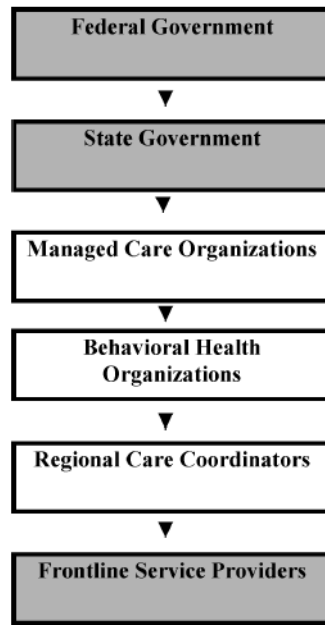 Federal Government
State Government
Managed Care Organizations
Behavioral Health
Organizations
Regional Care Coordinators
Frontline Service Providers